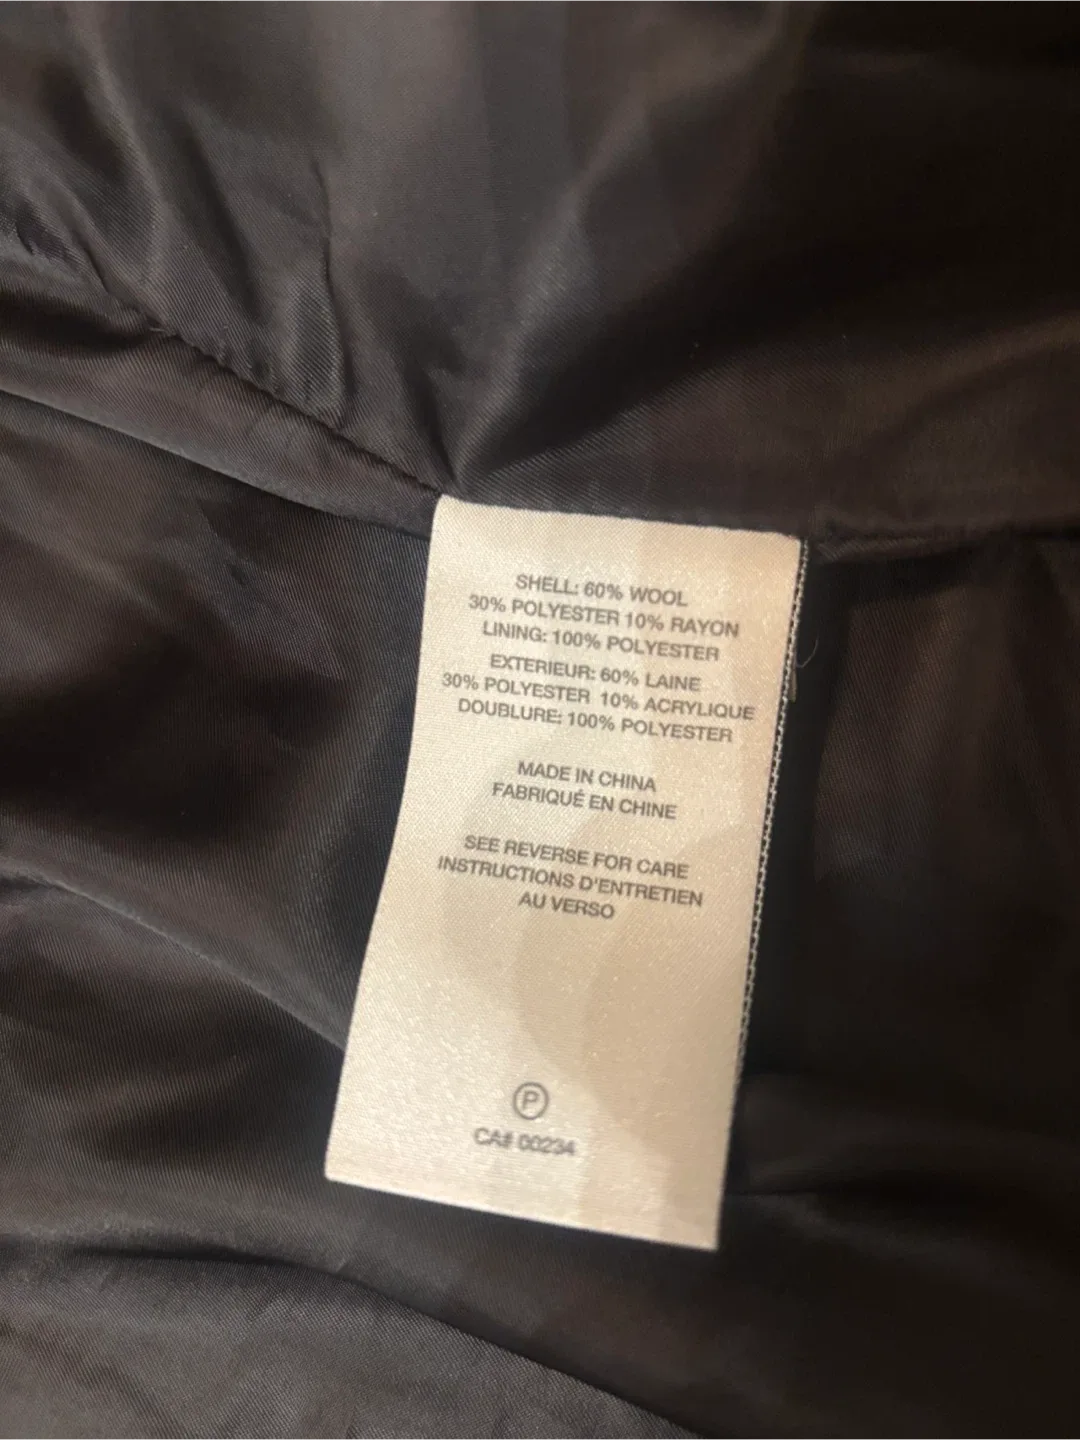 SHELL: 60% WOOL
30% POLYESTER 10% RAYON
LINING: 100% POLYESTER
EXTERIEUR: 60% LAINE
30% POLYESTER 10% ACRYLIQUE
DOUBLURE: 100% POLYESTER
MADE IN CHINA
FABRIQUÉ EN CHINE
SEE REVERSE FOR CARE
INSTRUCTIONS D'ENTRETIEN
AU VERSO
P
CA# 00234